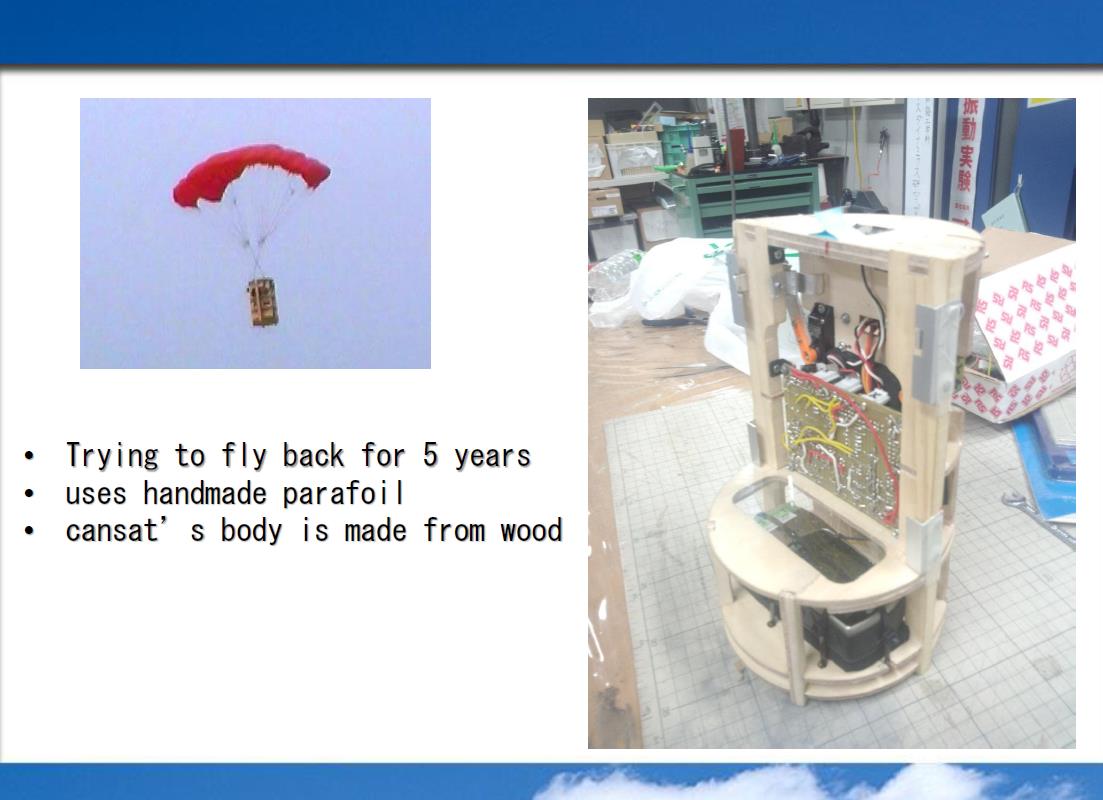 • Trying to fly back for 5 years
• uses handmade parafoil
• cansat’s body is made from wood
振動実験